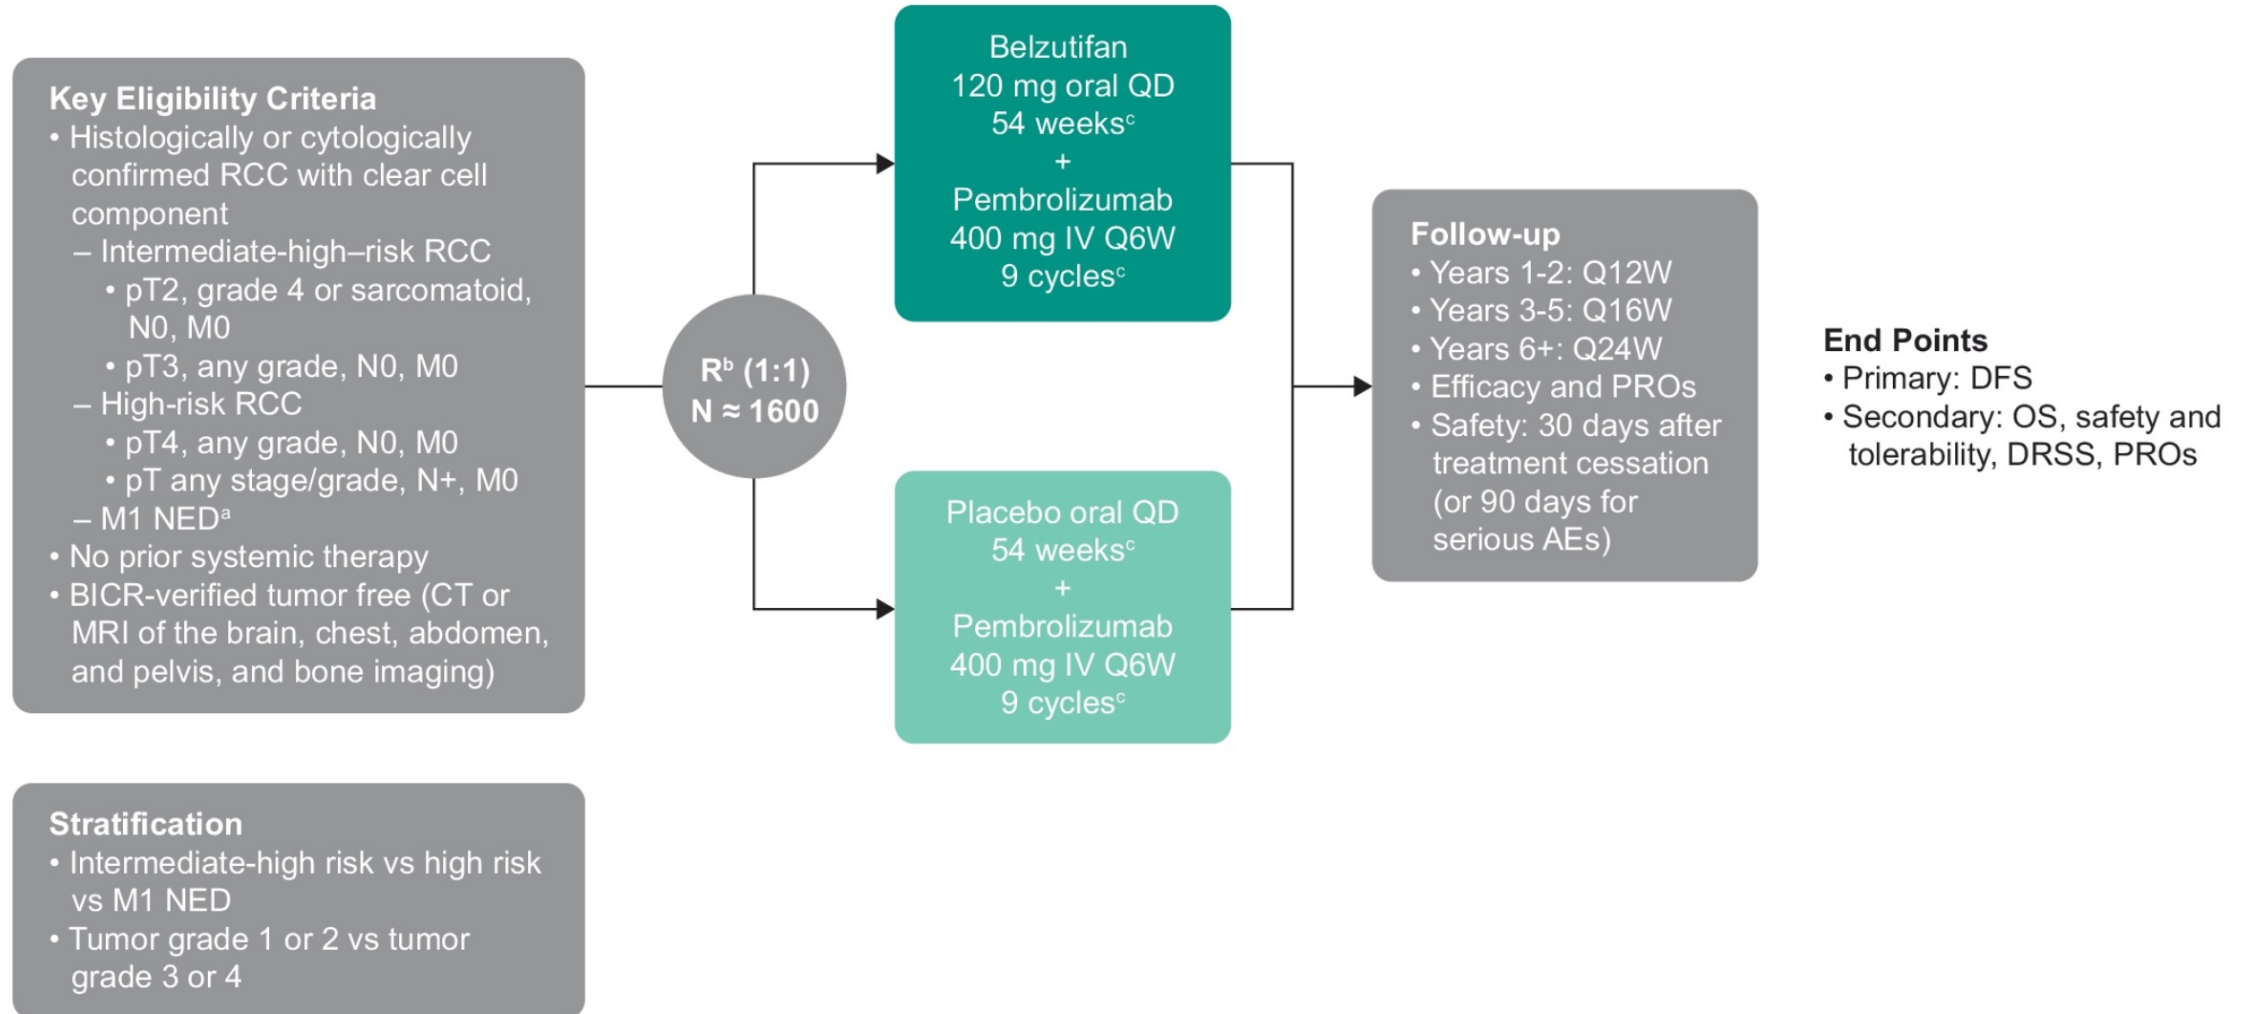 Key Eligibility Criteria
• Histologically or cytologically
confirmed RCC with clear cell
component
– Intermediate-high–risk RCC
• pT2, grade 4 or sarcomatoid,
N0, M0
• pT3, any grade, N0, M0
– High-risk RCC
• pT4, any grade, N0, M0
• pT any stage/grade, N+, M0
– M1 NEDᵃ
• No prior systemic therapy
• BICR-verified tumor free (CT or
MRI of the brain, chest, abdomen,
and pelvis, and bone imaging)
Stratification
• Intermediate-high risk vs high risk
vs M1 NED
• Tumor grade 1 or 2 vs tumor
grade 3 or 4
Rᵇ (1:1)
N ≈ 1600
Belzutifan
120 mg oral QD
54 weeksᶜ
+
Pembrolizumab
400 mg IV Q6W
9 cyclesᶜ
Placebo oral QD
54 weeksᶜ
+
Pembrolizumab
400 mg IV Q6W
9 cyclesᶜ
Follow-up
• Years 1-2: Q12W
• Years 3-5: Q16W
• Years 6+: Q24W
• Efficacy and PROs
• Safety: 30 days after
treatment cessation
(or 90 days for
serious AEs)
End Points
• Primary: DFS
• Secondary: OS, safety and
tolerability, DRSS, PROs